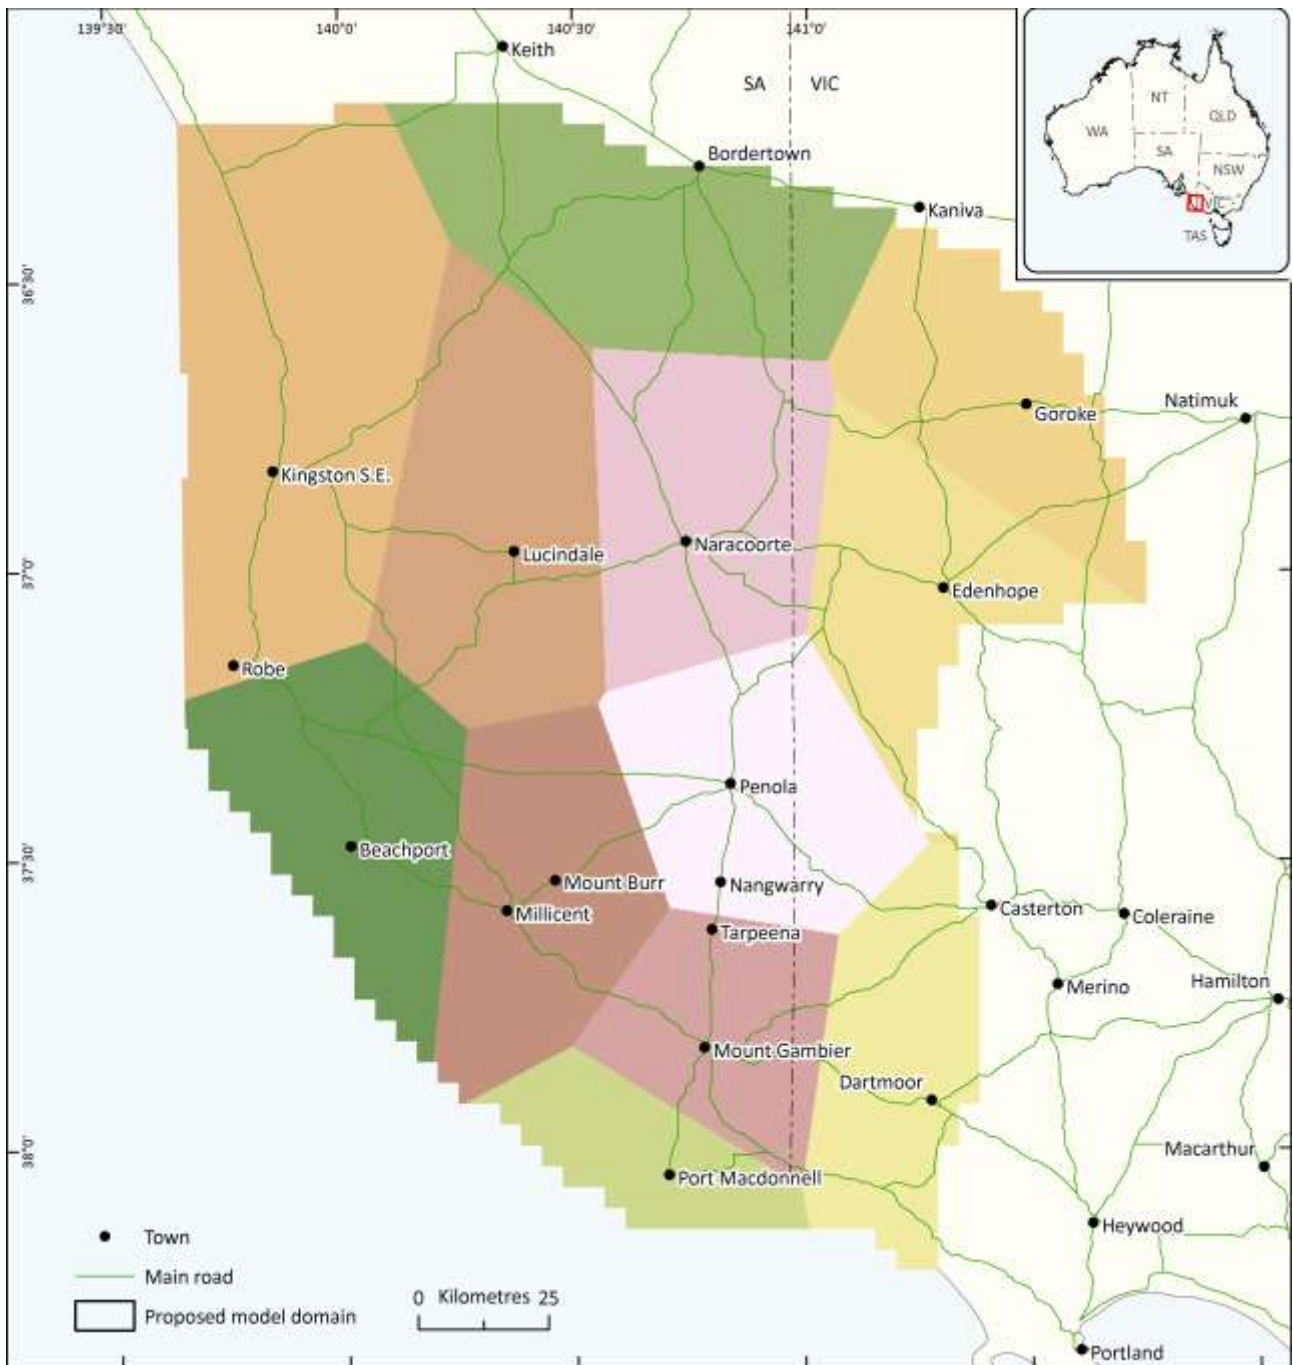 139°30'
140°0'
140°30'
141°0'
Keith
SA
VIC
NT
QLD
WA
SA
NSW
VIC
TAS
Bordertown
Kaniva
36°30'
Goroke
Natimuk
Kingston S.E.
Naracoorte
Lucindale
37°0'
Edenhope
Robe
Penola
Beachport
37°30'
Mount Burr
Nangwarry
Millicent
Casterton
Coleraine
Tarpeena
Merino
Hamilton
Mount Gambier
Dartmoor
38°0'
Macarthur
Port Macdonnell
Heywood
Town
Main road
Proposed model domain
0 Kilometres 25
Portland